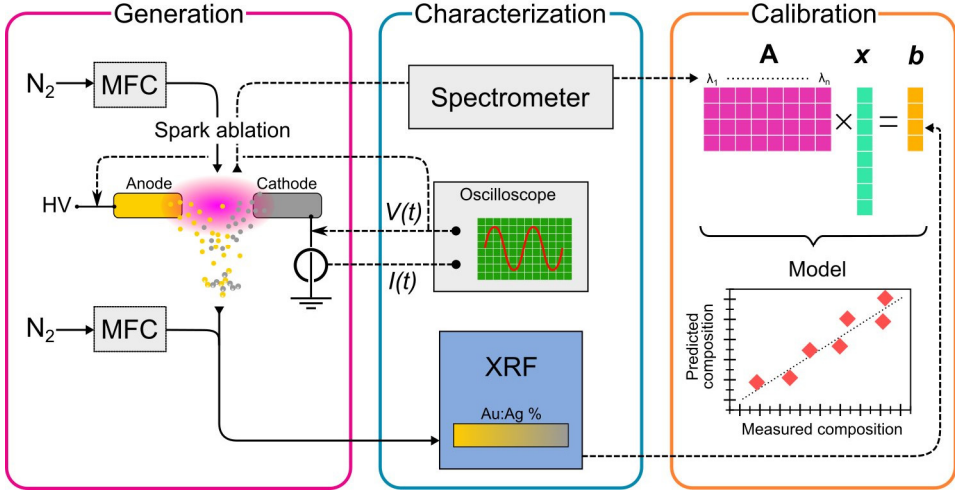 Generation
N₂
MFC
Spark ablation
HV
Anode
Cathode
V(t)
I(t)
N₂
MFC
Characterization
Spectrometer
Oscilloscope
XRF
Au:Ag %
Calibration
A
x
b
λ₁
λₙ
×
=
Model
Predicted
composition
Measured composition